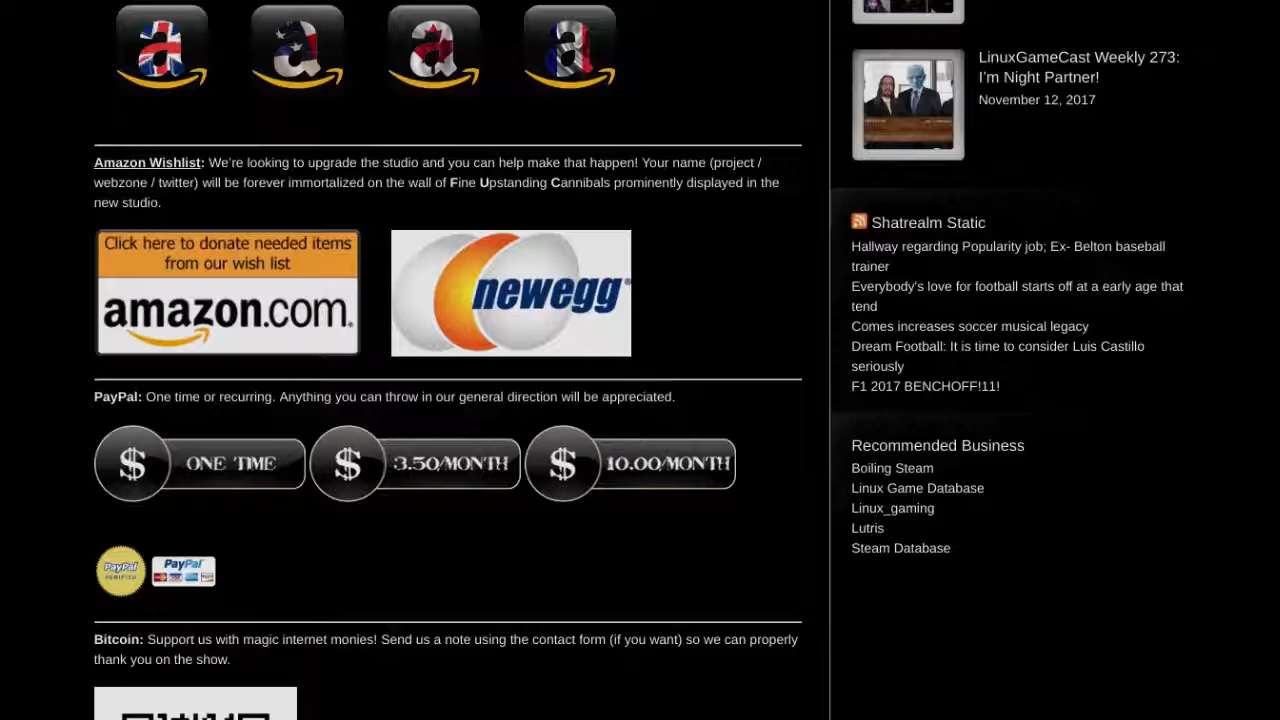 a
a
a
a
Amazon Wishlist: We're looking to upgrade the studio and you can help make that happen! Your name (project /
webzone / twitter) will be forever immortalized on the wall of Fine Upstanding Cannibals prominently displayed in the
new studio.
Click here to donate needed items
from our wish list
amazon.com.
newegg®
PayPal: One time or recurring. Anything you can throw in our general direction will be appreciated.
$ ONE TIME
$ 3.50/MONTH
$ 10.00/MONTH
PayPal
VERIFIED
PayPal
Bitcoin: Support us with magic internet monies! Send us a note using the contact form (if you want) so we can properly
thank you on the show.
LinuxGameCast Weekly 273:
I'm Night Partner!
November 12, 2017
Shatrealm Static
Hallway regarding Popularity job; Ex- Belton baseball
trainer
Everybody's love for football starts off at a early age that
tend
Comes increases soccer musical legacy
Dream Football: It is time to consider Luis Castillo
seriously
F1 2017 BENCHOFF!11!
Recommended Business
Boiling Steam
Linux Game Database
Linux_gaming
Lutris
Steam Database